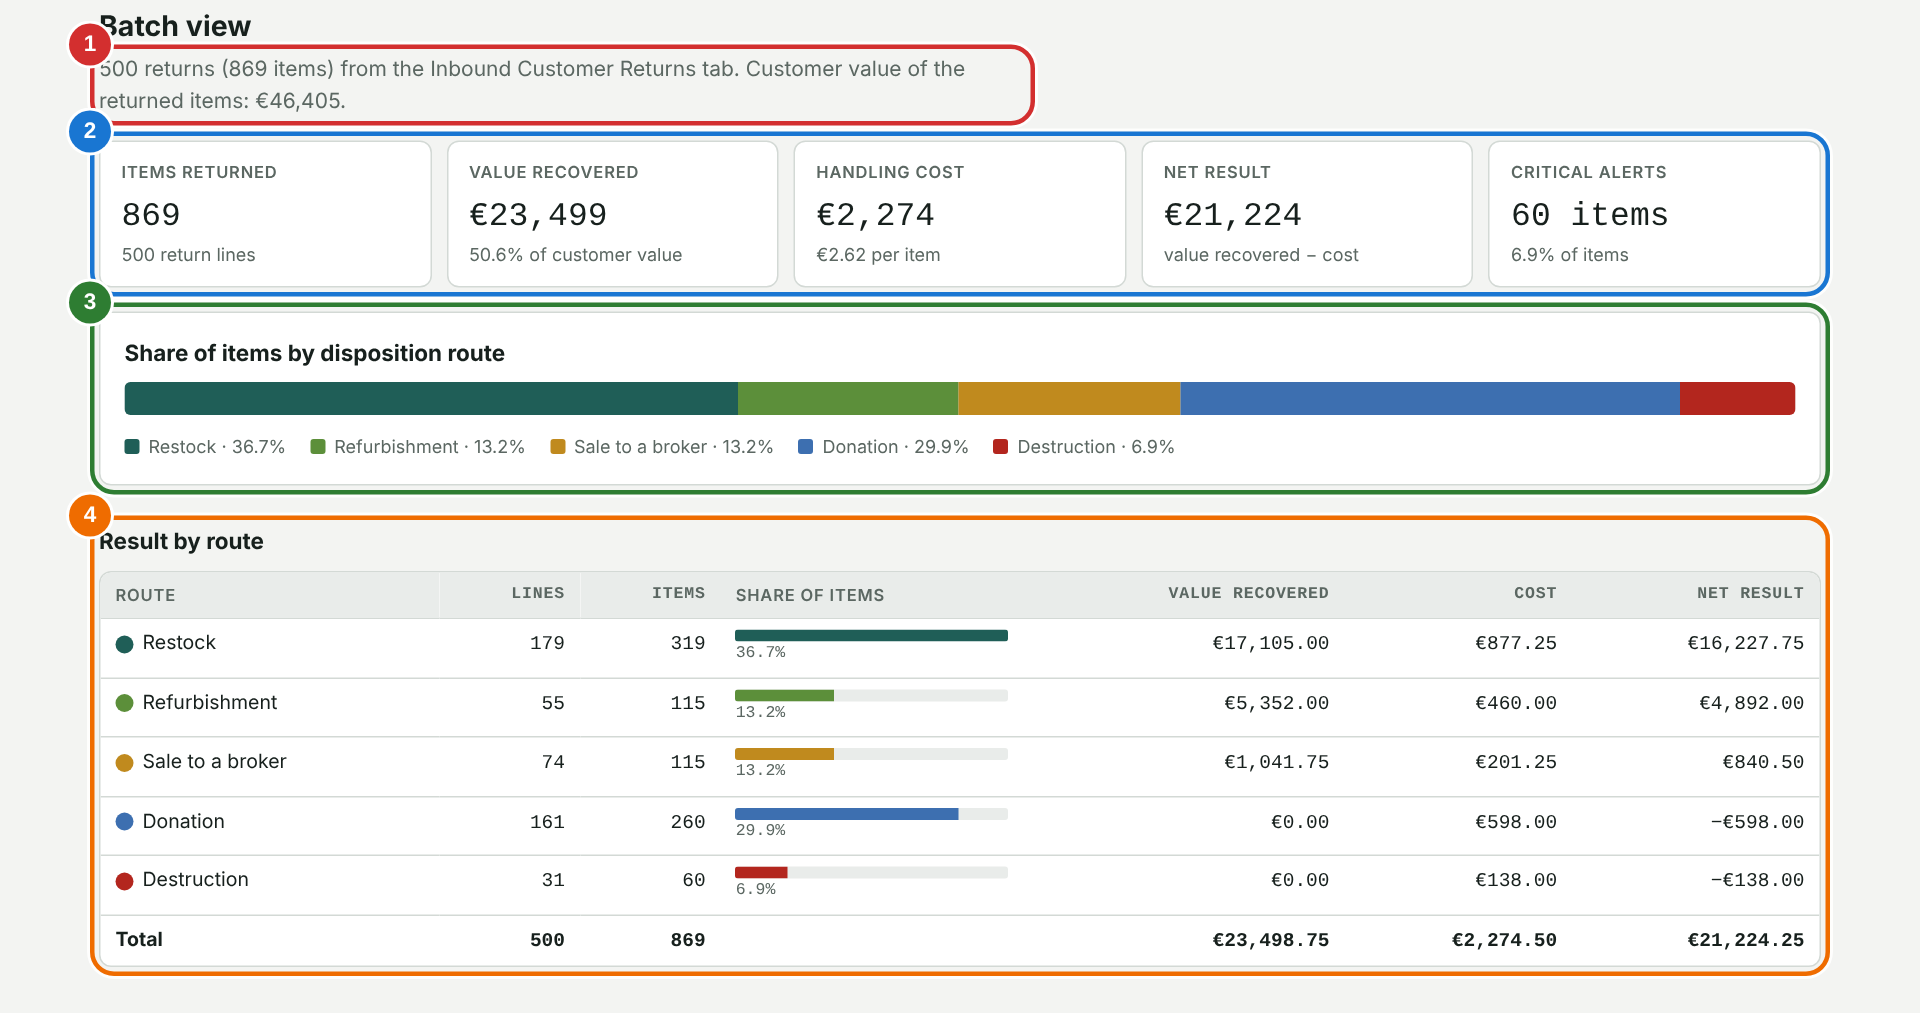 Batch view
1
500 returns (869 items) from the Inbound Customer Returns tab. Customer value of the
returned items: €46,405.
2
ITEMS RETURNED
869
500 return lines
VALUE RECOVERED
€23,499
50.6% of customer value
HANDLING COST
€2,274
€2.62 per item
NET RESULT
€21,224
value recovered − cost
CRITICAL ALERTS
60 items
6.9% of items
3
Share of items by disposition route
Restock · 36.7% Refurbishment · 13.2% Sale to a broker · 13.2% Donation · 29.9% Destruction · 6.9%
4
Result by route
ROUTE LINES ITEMS SHARE OF ITEMS VALUE RECOVERED COST NET RESULT
Restock 179 319 36.7% €17,105.00 €877.25 €16,227.75
Refurbishment 55 115 13.2% €5,352.00 €460.00 €4,892.00
Sale to a broker 74 115 13.2% €1,041.75 €201.25 €840.50
Donation 161 260 29.9% €0.00 €598.00 −€598.00
Destruction 31 60 6.9% €0.00 €138.00 −€138.00
Total 500 869 €23,498.75 €2,274.50 €21,224.25